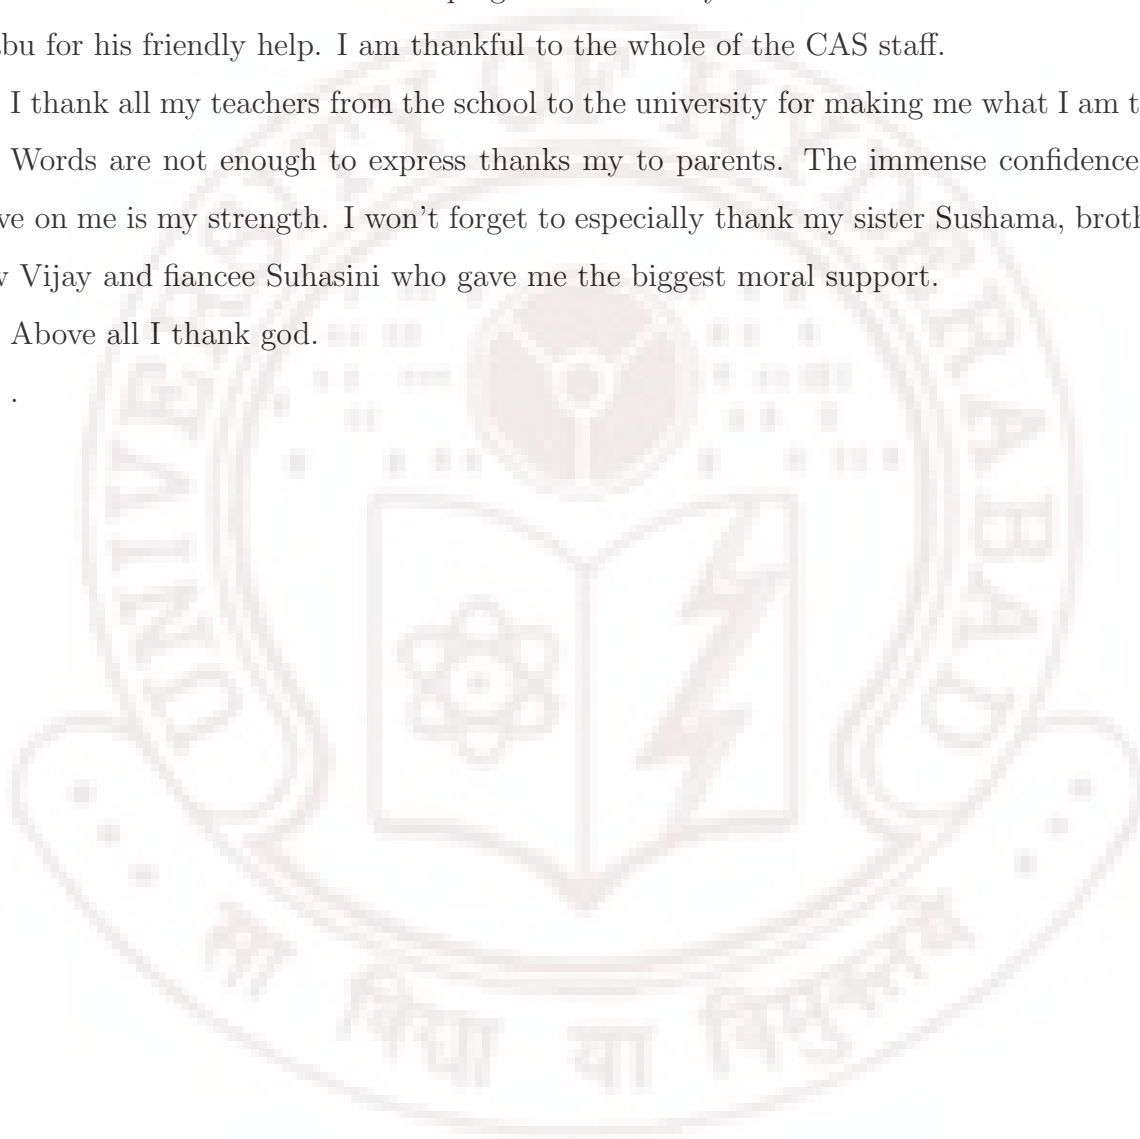 for his friendly help. I am thankful to the whole of the CAS staff.
I thank all my teachers from the school to the university for making me what I am
Words are not enough to express thanks my to parents. The immense confidence
on me is my strength. I won't forget to especially thank my sister Sushama,
Vijay and fiancee Suhasini who gave me the biggest moral support.
Above all I thank god.
.
UNIVERSITY OF HYDERABAD
सा विद्या या विमुक्तये